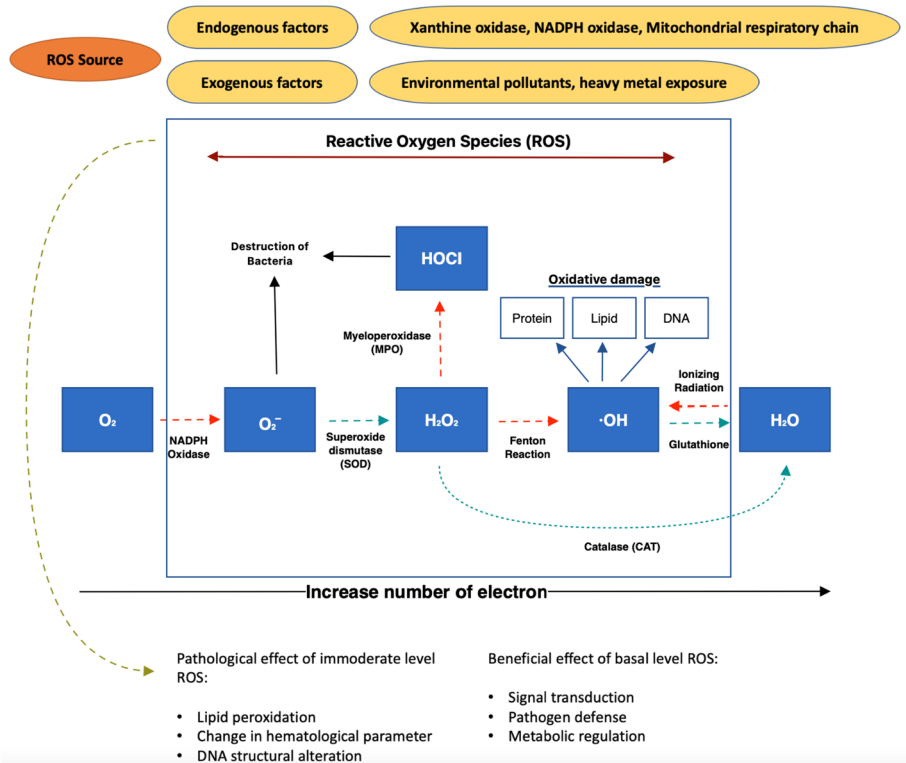 Endogenous factors
Xanthine oxidase, NADPH oxidase, Mitochondrial respiratory chain
ROS Source
Exogenous factors
Environmental pollutants, heavy metal exposure
Reactive Oxygen Species (ROS)
Destruction of
Bacteria
HOCI
Oxidative damage
Protein
Lipid
DNA
Myeloperoxidase
(MPO)
Ionizing
Radiation
O₂
O₂⁻
H₂O₂
·OH
H₂O
NADPH
Oxidase
Superoxide
dismutase
(SOD)
Fenton
Reaction
Glutathione
Catalase (CAT)
Increase number of electron
Pathological effect of immoderate level
ROS:
• Lipid peroxidation
• Change in hematological parameter
• DNA structural alteration
Beneficial effect of basal level ROS:
• Signal transduction
• Pathogen defense
• Metabolic regulation